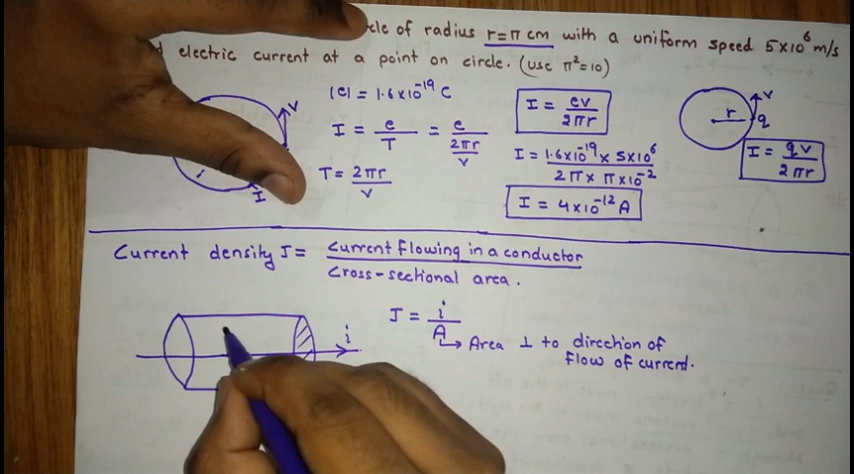 of radius r=π cm with a uniform speed 5×10⁶ m/s
electric current at a point on circle. (use π²=10)
|e| = 1.6×10⁻¹⁹ C
I = e/T = e/(2πr/v)
T = 2πr/v
v
I
I = ev/2πr
I = 1.6×10⁻¹⁹ × 5×10⁶ / 2π × π×10⁻²
I = 4×10⁻¹² A
r
v
q
I = qv/2πr
Current density J = Current flowing in a conductor / Cross-sectional area.
i
J = i/A
→ Area ⊥ to direction of
flow of current.